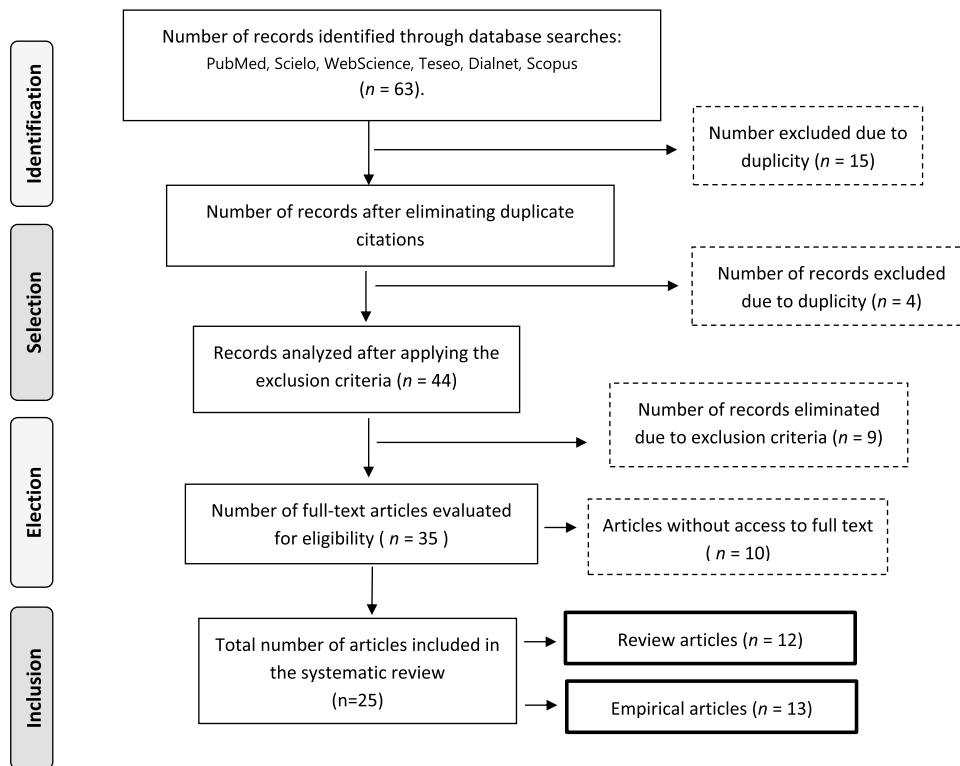 Identification
Number of records identified through database searches:
PubMed, Scielo, WebScience, Teseo, Dialnet, Scopus
(n = 63).
Number excluded due to
duplicity (n = 15)
Number of records after eliminating duplicate
citations
Selection
Number of records excluded
due to duplicity (n = 4)
Records analyzed after applying the
exclusion criteria (n = 44)
Number of records eliminated
due to exclusion criteria (n = 9)
Election
Number of full-text articles evaluated
for eligibility ( n = 35 )
Articles without access to full text
( n = 10)
Inclusion
Total number of articles included in
the systematic review
(n=25)
Review articles (n = 12)
Empirical articles (n = 13)